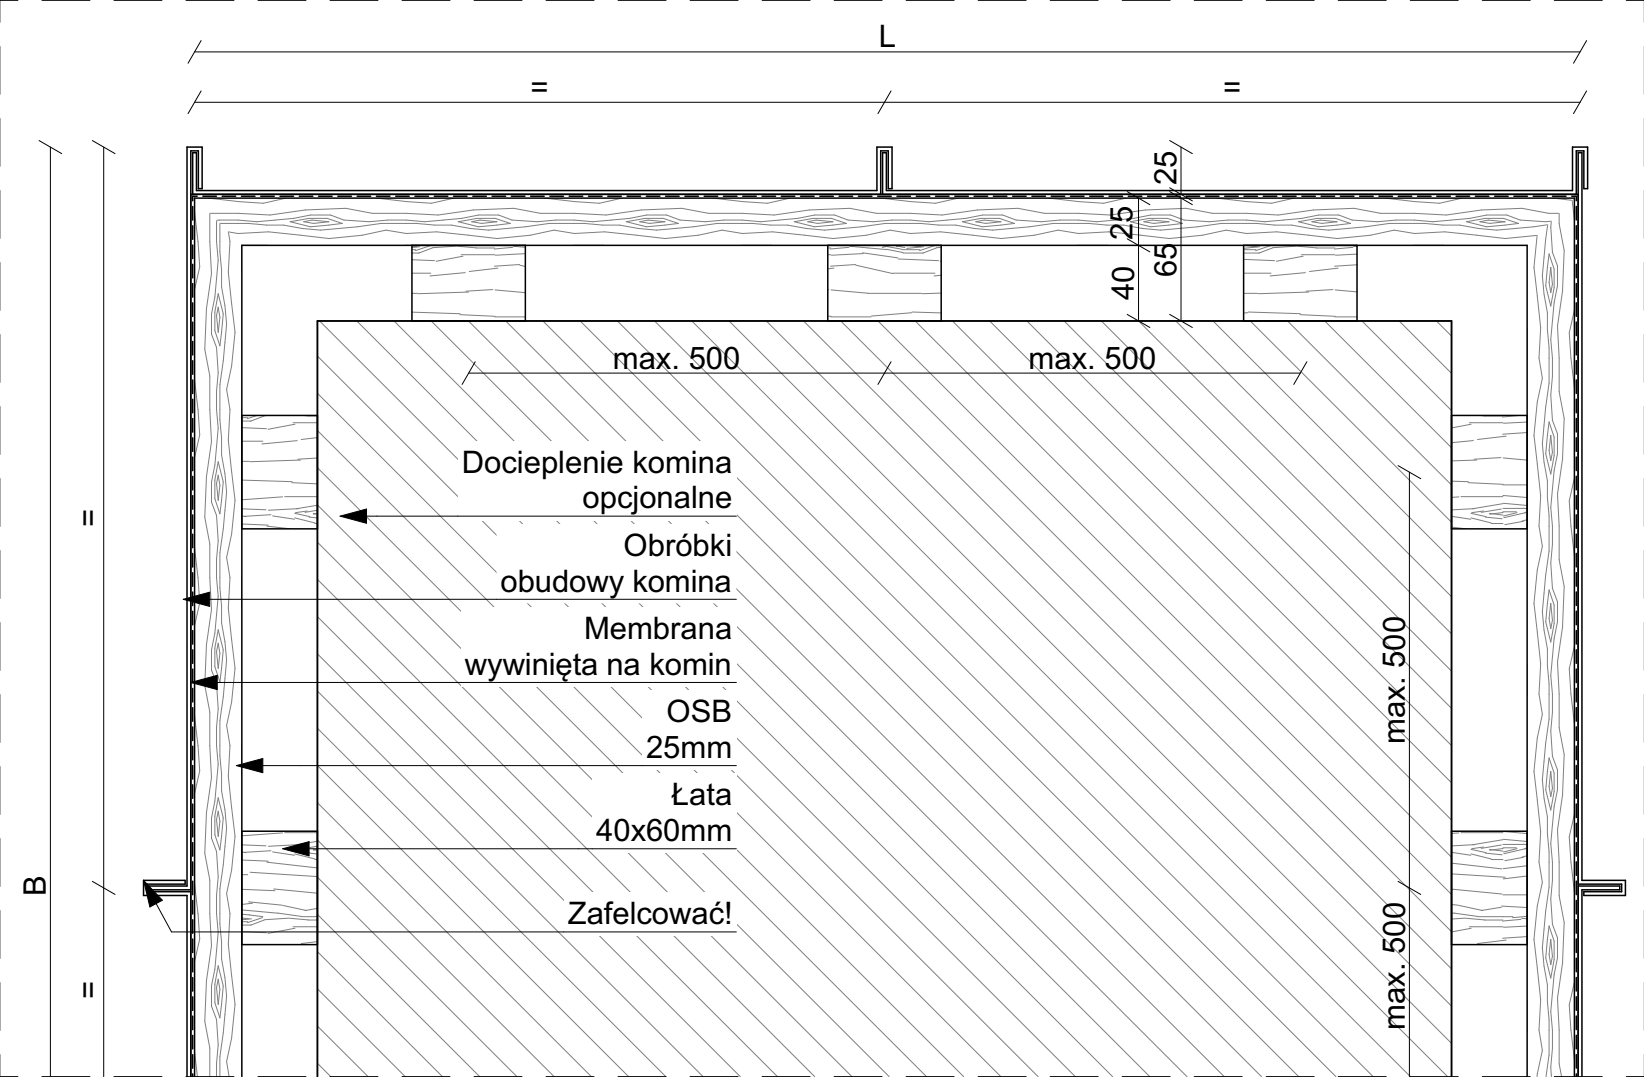 L
=
=
25
25
65
40
max. 500
max. 500
Docieplenie komina
opcjonalne
Obróbki
obudowy komina
Membrana
wywinięta na komin
OSB
25mm
Łata
40x60mm
Zafelcować!
=
B
=
max. 500
max. 500